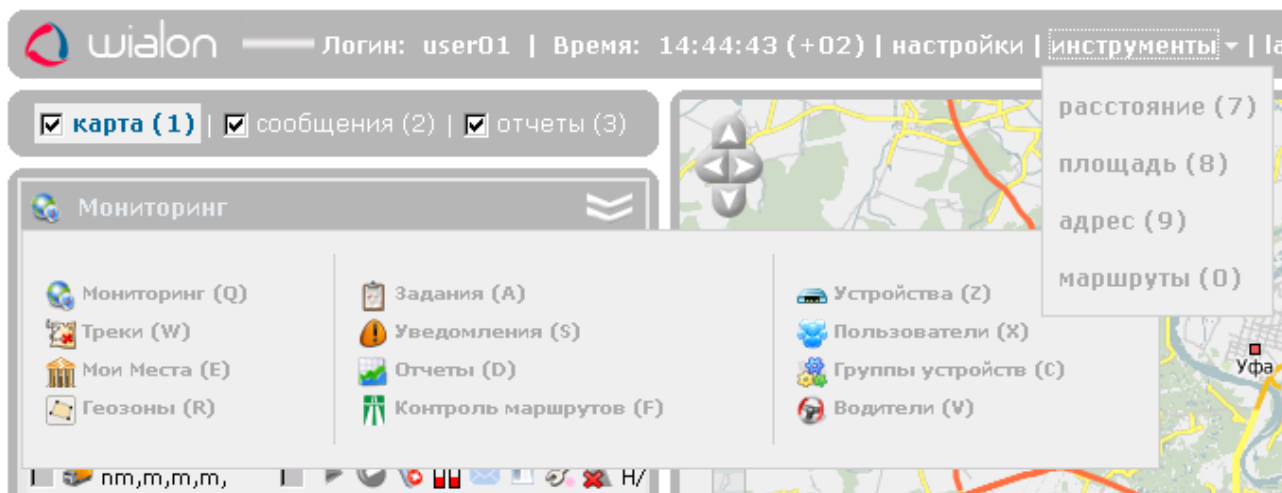 wialon Логин: user01 | Время: 14:44:43 (+02) | настройки | инструменты | la
расстояние (7)
площадь (8)
адрес (9)
маршруты (0)
карта (1) | сообщения (2) | отчеты (3)
Мониторинг
Мониторинг (Q)
Треки (W)
Мои Места (E)
Геозоны (R)
Задания (A)
Уведомления (S)
Отчеты (D)
Контроль маршрутов (F)
Устройства (Z)
Пользователи (X)
Группы устройств (C)
Водители (V)
Уфа
nm,m,m,m, Н/